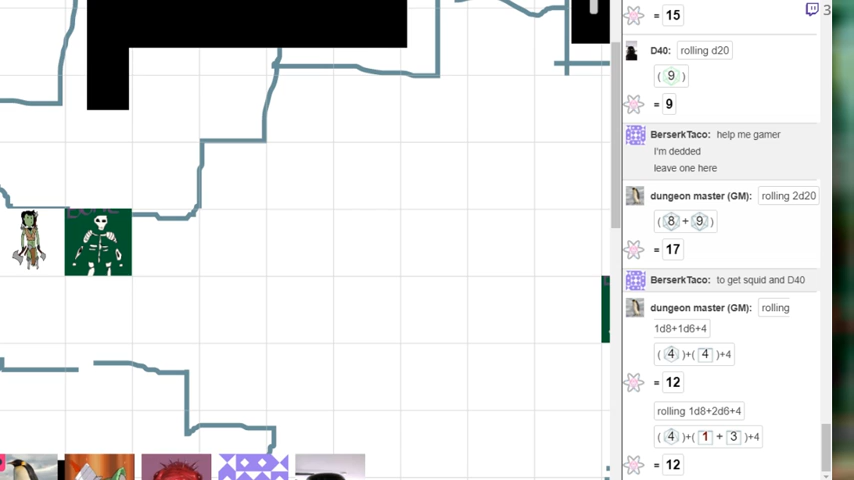 3
= 15
D40: rolling d20
( 9 )
= 9
BerserkTaco: help me gamer
I'm dedded
leave one here
dungeon master (GM): rolling 2d20
( 8 + 9 )
= 17
BerserkTaco: to get squid and D40
dungeon master (GM): rolling
1d8+1d6+4
( 4 )+( 4 )+4
= 12
rolling 1d8+2d6+4
( 4 )+( 1 + 3 )+4
= 12